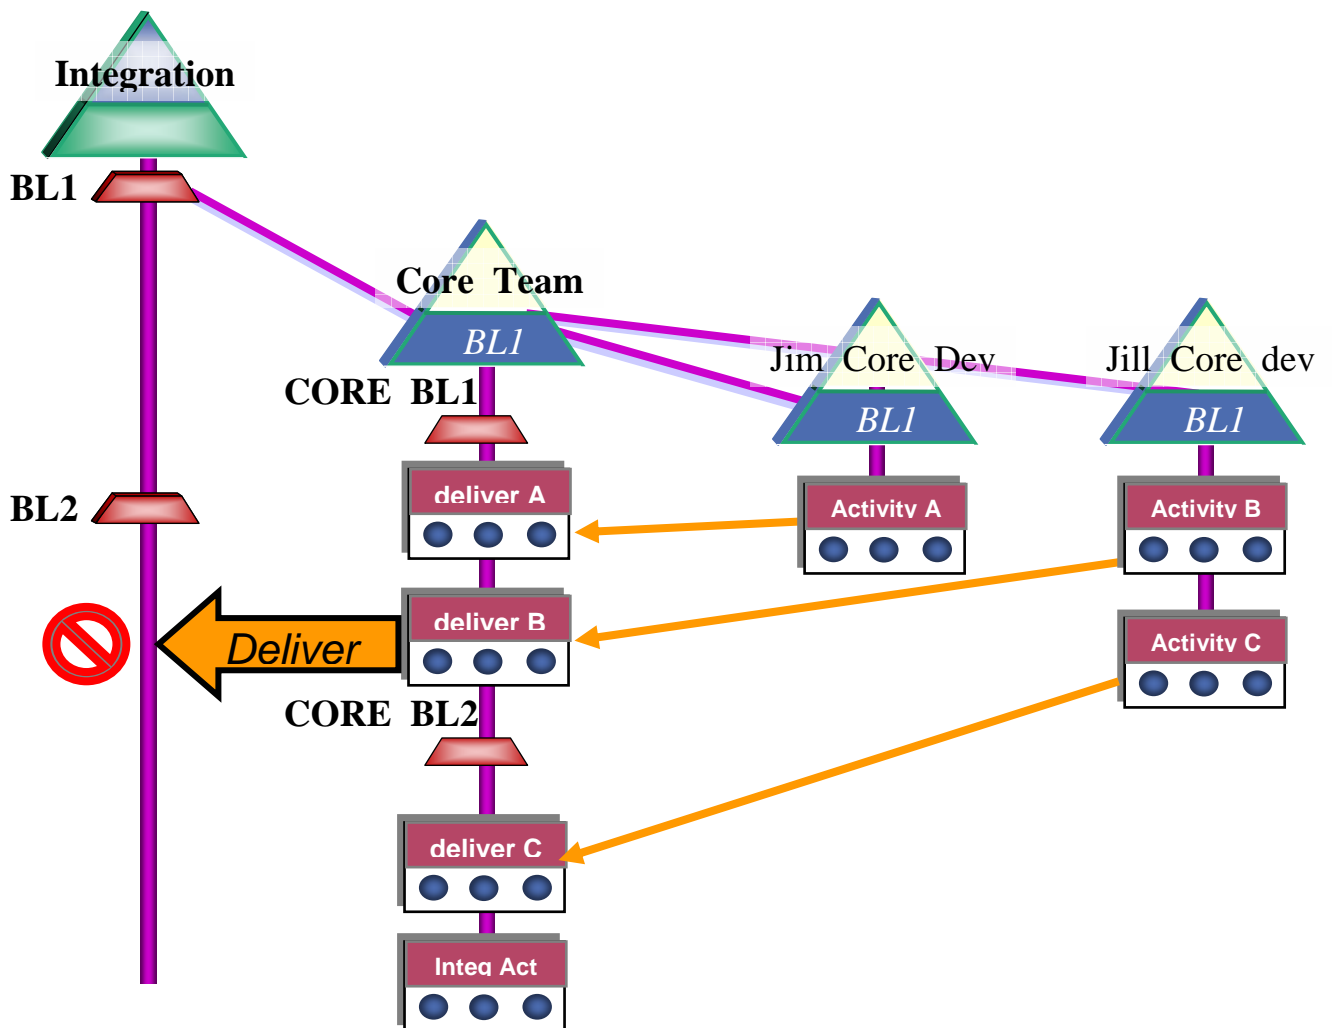 Integration
BL1
Core Team
BL1
CORE BL1
Jim Core Dev
BL1
Jill Core dev
BL1
BL2
deliver A
Activity A
Activity B
deliver B
Deliver
Activity C
CORE BL2
deliver C
Integ Act